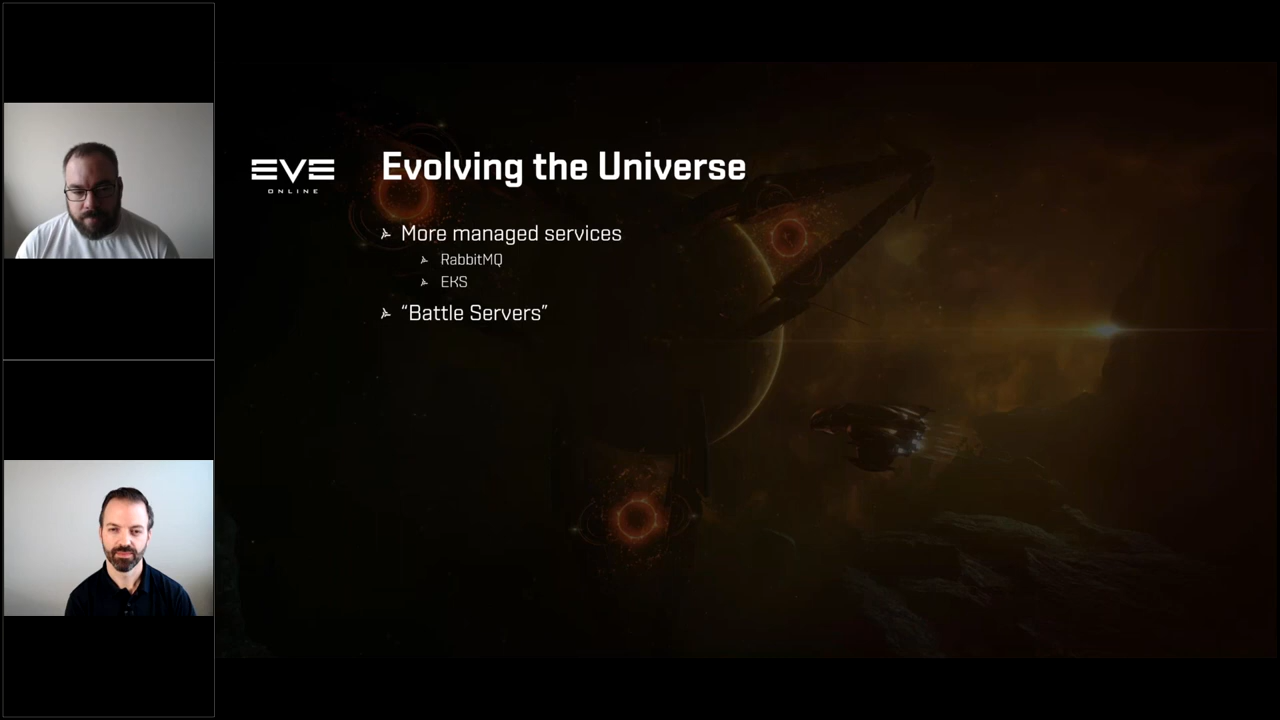 EVE
ONLINE
Evolving the Universe
More managed services
RabbitMQ
EKS
“Battle Servers”